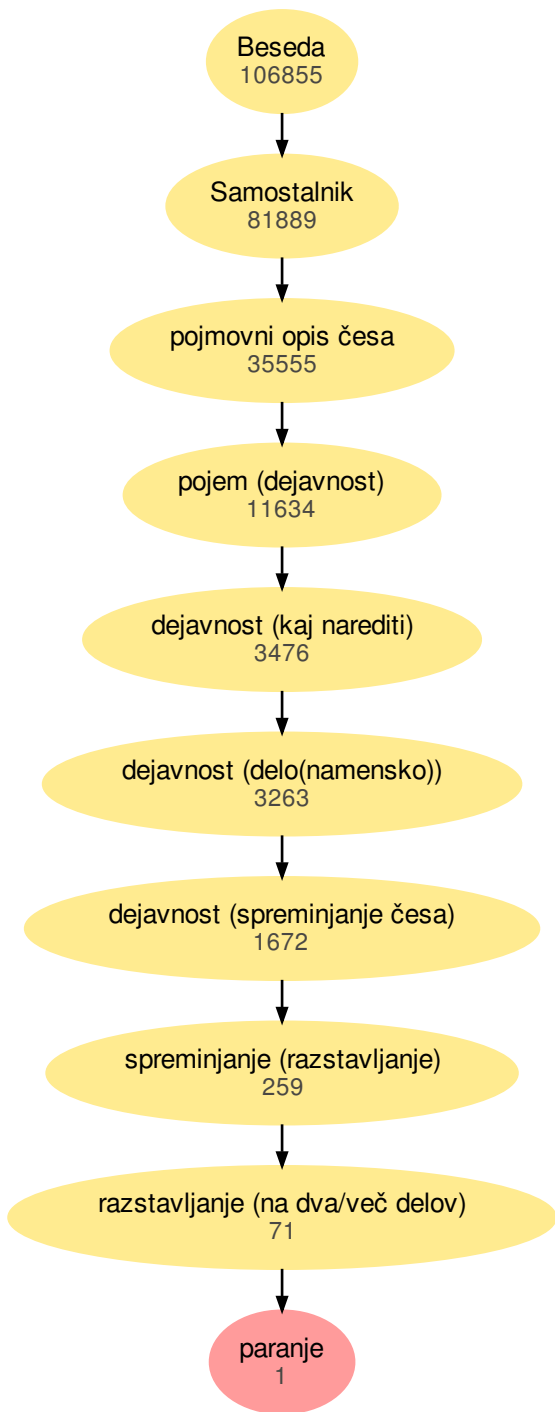 Beseda
106855
Samostalnik
81889
pojmovni opis česa
35555
pojem (dejavnost)
11634
dejavnost (kaj narediti)
3476
dejavnost (delo(namensko))
3263
dejavnost (spreminjanje česa)
1672
spreminjanje (razstavljanje)
259
razstavljanje (na dva/več delov)
71
paranje
1